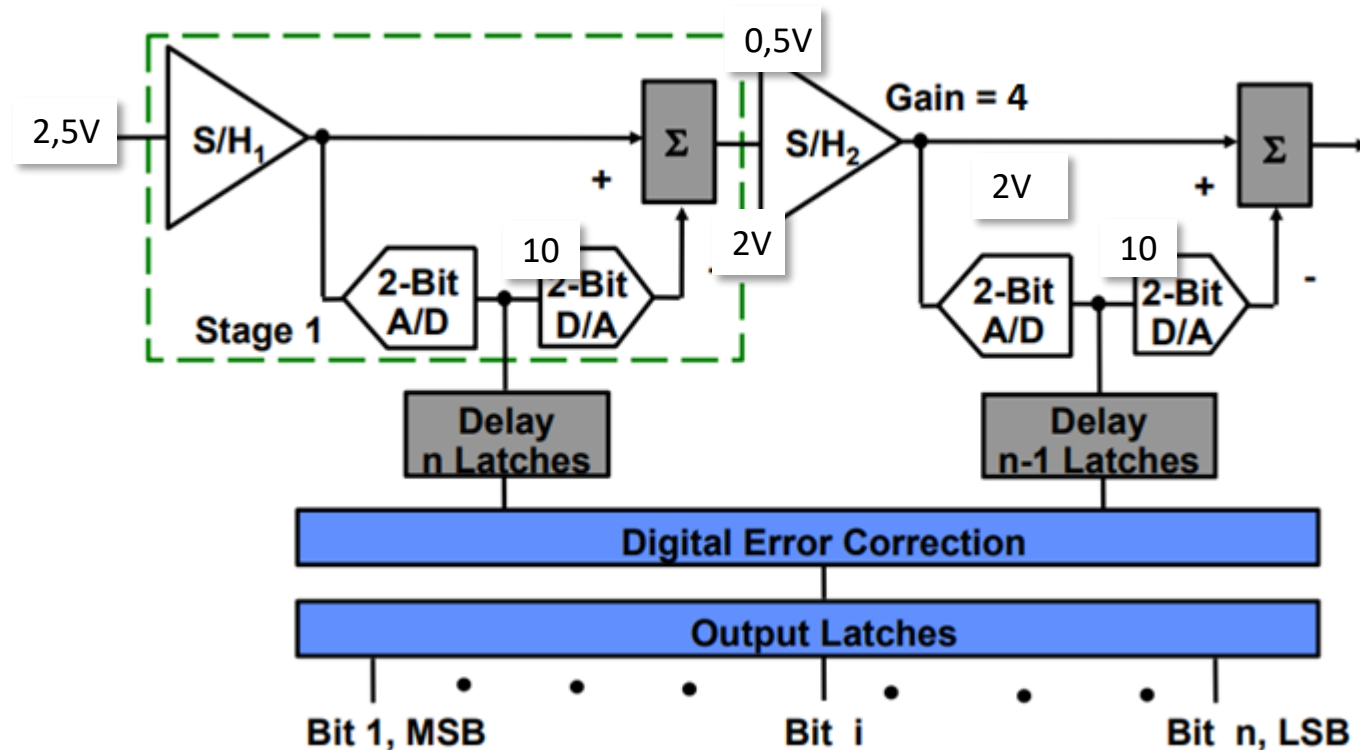 0,5V
Gain = 4
2,5V
S/H1
Σ
S/H2
Σ
+
2V
+
10
2V
10
-
2-Bit
A/D
2-Bit
D/A
2-Bit
A/D
2-Bit
D/A
Stage 1
Delay
n Latches
Delay
n-1 Latches
Digital Error Correction
Output Latches
Bit 1, MSB
Bit i
Bit n, LSB